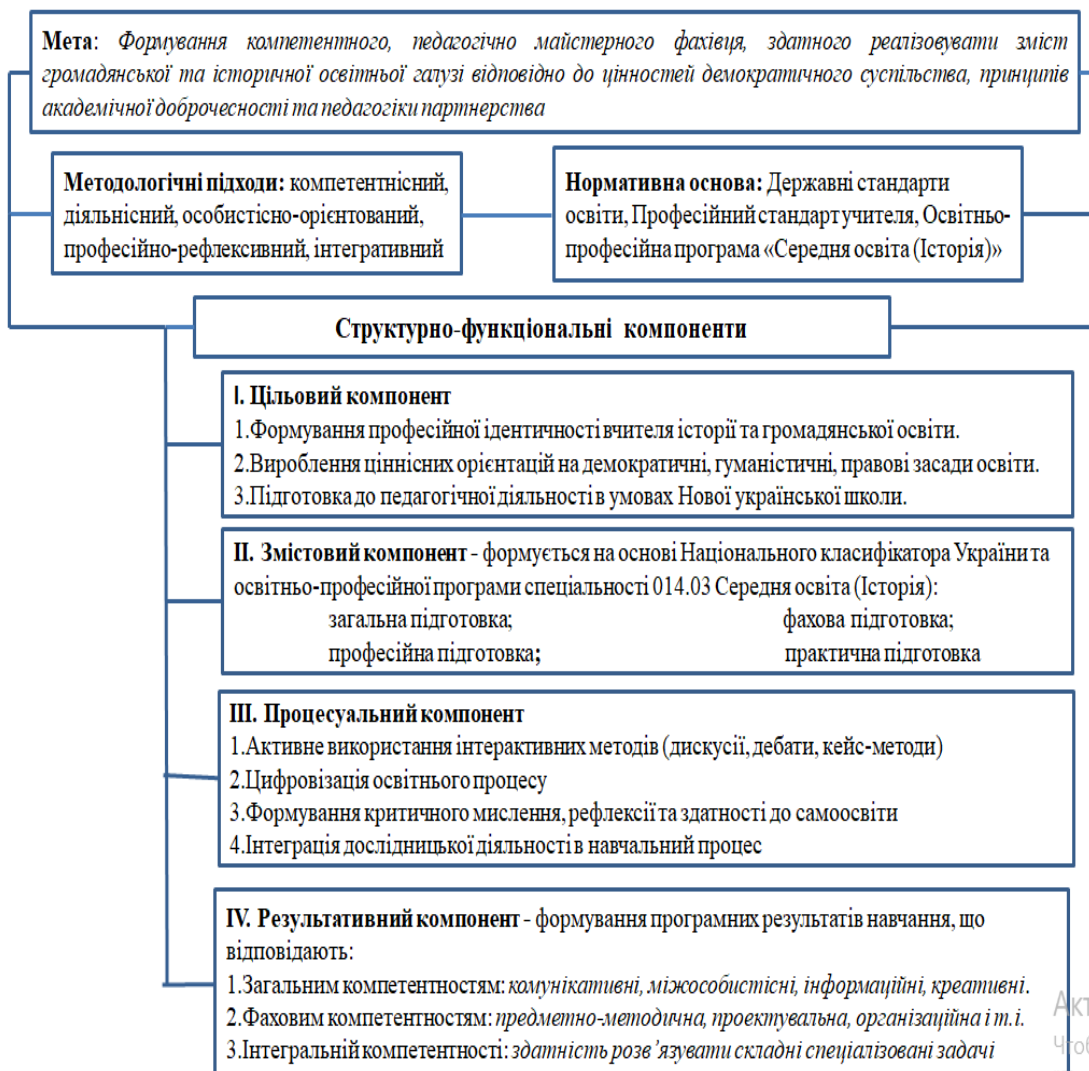 Мета: Формування компетентного, педагогічно майстерного фахівця, здатного реалізовувати зміст
громадянської та історичної освітньої галузі відповідно до цінностей демократичного суспільства, принципів
академічної доброчесності та педагогіки партнерства
Методологічні підходи: компетентнісний,
діяльнісний, особистісно-орієнтований,
професійно-рефлексивний, інтегративний
Нормативна основа: Державні стандарти
освіти, Професійний стандарт учителя, Освітньо-
професійна програма «Середня освіта (Історія)»
Структурно-функціональні компоненти
І. Цільовий компонент
1.Формування професійної ідентичності вчителя історії та громадянської освіти.
2.Вироблення ціннісних орієнтацій на демократичні, гуманістичні, правові засади освіти.
3.Підготовка до педагогічної діяльності в умовах Нової української школи.
ІІ. Змістовий компонент - формується на основі Національного класифікатора України та
освітньо-професійної програми спеціальності 014.03 Середня освіта (Історія):
загальна підготовка; фахова підготовка;
професійна підготовка; практична підготовка
ІІІ. Процесуальний компонент
1.Активне використання інтерактивних методів (дискусії, дебати, кейс-методи)
2.Цифровізація освітнього процесу
3.Формування критичного мислення, рефлексії та здатності до самоосвіти
4.Інтеграція дослідницької діяльності в навчальний процес
IV. Результативний компонент - формування програмних результатів навчання, що
відповідають:
1.Загальним компетентностям: комунікативні, міжособистісні, інформаційні, креативні.
2.Фаховим компетентностям: предметно-методична, проектувальна, організаційна і т.і.
3.Інтегральній компетентності: здатність розв’язувати складні спеціалізовані задачі